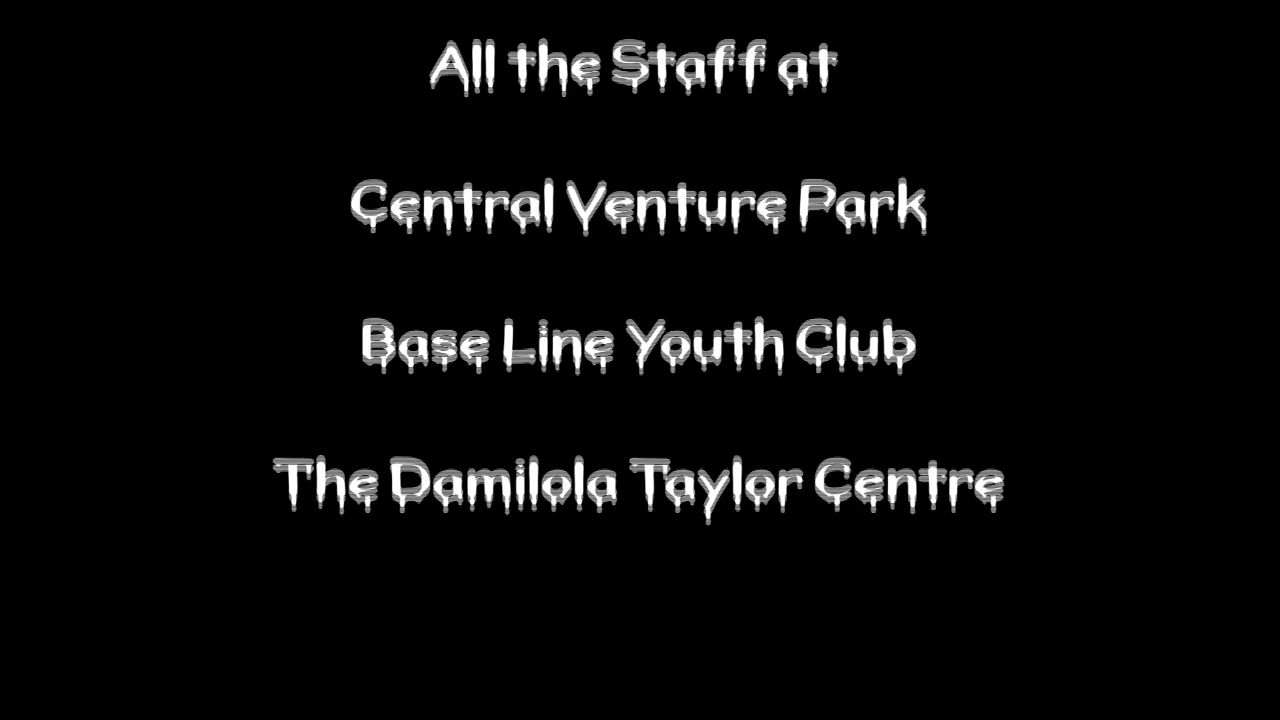 All the Staff at
Central Venture Park
Base Line Youth Club
The Damilola Taylor Centre